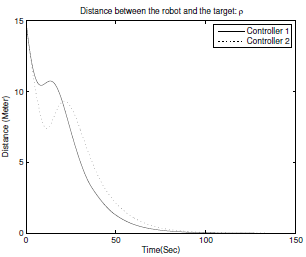 Distance between the robot and the target: ρ
Controller 1
Controller 2
15
10
5
0
Distance (Meter)
0
50
100
150
Time(Sec)